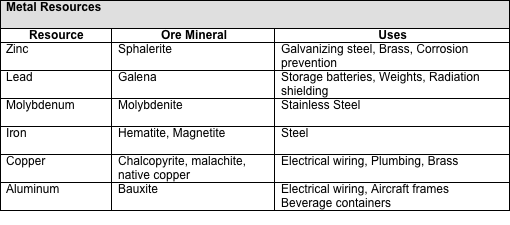 Metal Resources
Resource Ore Mineral Uses
Zinc Sphalerite Galvanizing steel, Brass, Corrosion
prevention
Lead Galena Storage batteries, Weights, Radiation
shielding
Molybdenum Molybdenite Stainless Steel
Iron Hematite, Magnetite Steel
Copper Chalcopyrite, malachite, Electrical wiring, Plumbing, Brass
native copper
Aluminum Bauxite Electrical wiring, Aircraft frames
Beverage containers